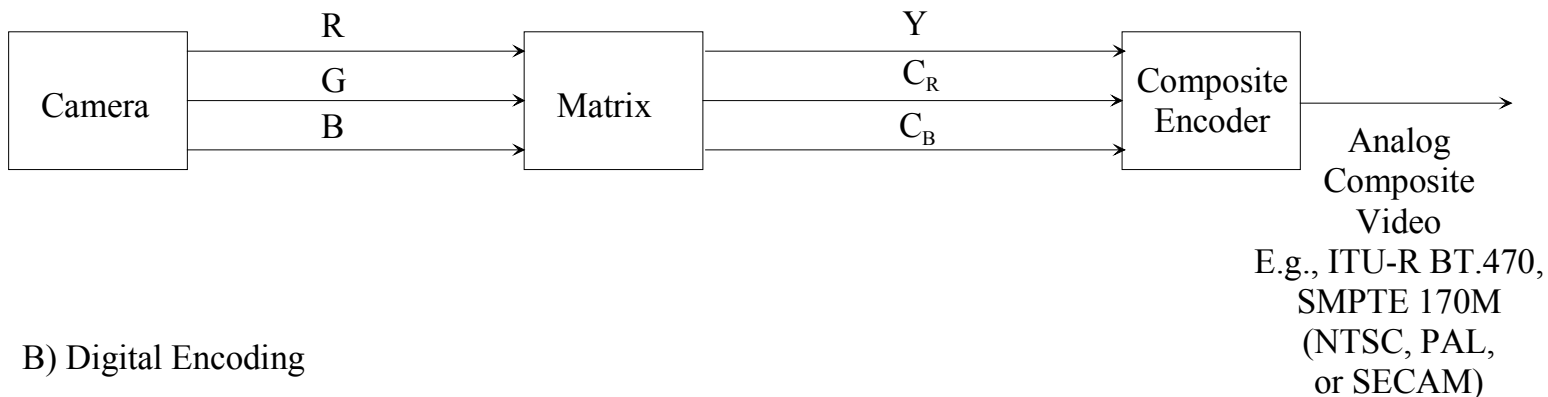 R
Y
G
C_R
Composite
Camera
Matrix
Encoder
B
C_B
Analog
Composite
Video
E.g., ITU-R BT.470,
SMPTE 170M
B) Digital Encoding
(NTSC, PAL,
or SECAM)